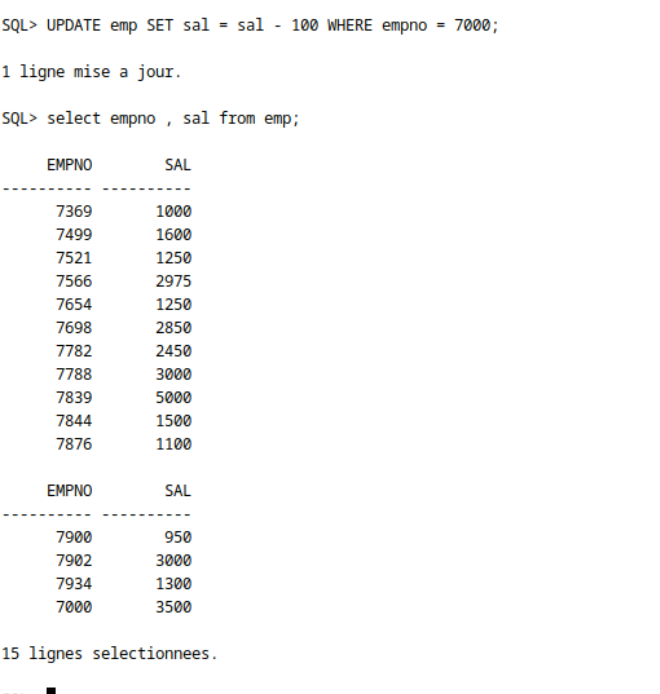 SQL> UPDATE emp SET sal = sal - 100 WHERE empno = 7000;
1 ligne mise a jour.
SQL> select empno , sal from emp;
EMPNO SAL
---------- ----------
7369 1000
7499 1600
7521 1250
7566 2975
7654 1250
7698 2850
7782 2450
7788 3000
7839 5000
7844 1500
7876 1100
EMPNO SAL
---------- ----------
7900 950
7902 3000
7934 1300
7000 3500
15 lignes selectionnees.